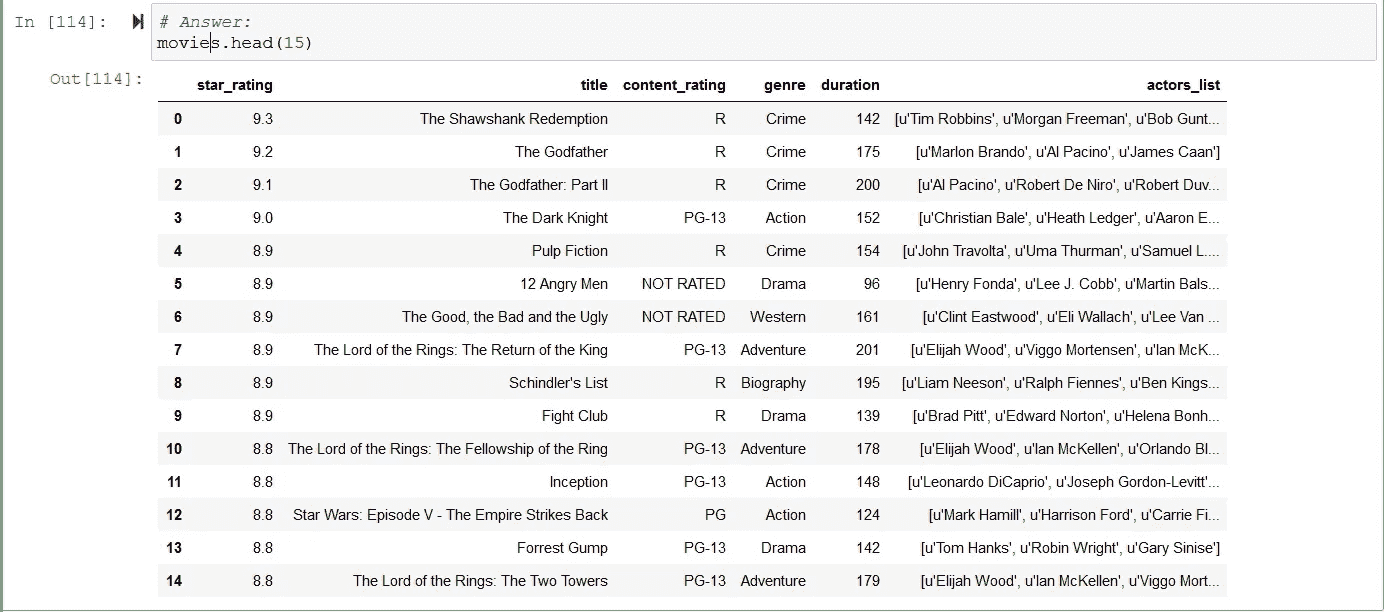 In [114]: # Answer:
movies.head(15)
Out[114]:
star_rating title content_rating genre duration actors_list
0 9.3 The Shawshank Redemption R Crime 142 [u'Tim Robbins', u'Morgan Freeman', u'Bob Gunt...
1 9.2 The Godfather R Crime 175 [u'Marlon Brando', u'Al Pacino', u'James Caan']
2 9.1 The Godfather: Part II R Crime 200 [u'Al Pacino', u'Robert De Niro', u'Robert Duv...
3 9.0 The Dark Knight PG-13 Action 152 [u'Christian Bale', u'Heath Ledger', u'Aaron E...
4 8.9 Pulp Fiction R Crime 154 [u'John Travolta', u'Uma Thurman', u'Samuel L....
5 8.9 12 Angry Men NOT RATED Drama 96 [u'Henry Fonda', u'Lee J. Cobb', u'Martin Bals...
6 8.9 The Good, the Bad and the Ugly NOT RATED Western 161 [u'Clint Eastwood', u'Eli Wallach', u'Lee Van ...
7 8.9 The Lord of the Rings: The Return of the King PG-13 Adventure 201 [u'Elijah Wood', u'Viggo Mortensen', u'Ian McK...
8 8.9 Schindler's List R Biography 195 [u'Liam Neeson', u'Ralph Fiennes', u'Ben Kings...
9 8.9 Fight Club R Drama 139 [u'Brad Pitt', u'Edward Norton', u'Helena Bonh...
10 8.8 The Lord of the Rings: The Fellowship of the Ring PG-13 Adventure 178 [u'Elijah Wood', u'Ian McKellen', u'Orlando Bl...
11 8.8 Inception PG-13 Action 148 [u'Leonardo DiCaprio', u'Joseph Gordon-Levitt'...
12 8.8 Star Wars: Episode V - The Empire Strikes Back PG Action 124 [u'Mark Hamill', u'Harrison Ford', u'Carrie Fi...
13 8.8 Forrest Gump PG-13 Drama 142 [u'Tom Hanks', u'Robin Wright', u'Gary Sinise']
14 8.8 The Lord of the Rings: The Two Towers PG-13 Adventure 179 [u'Elijah Wood', u'Ian McKellen', u'Viggo Mort...